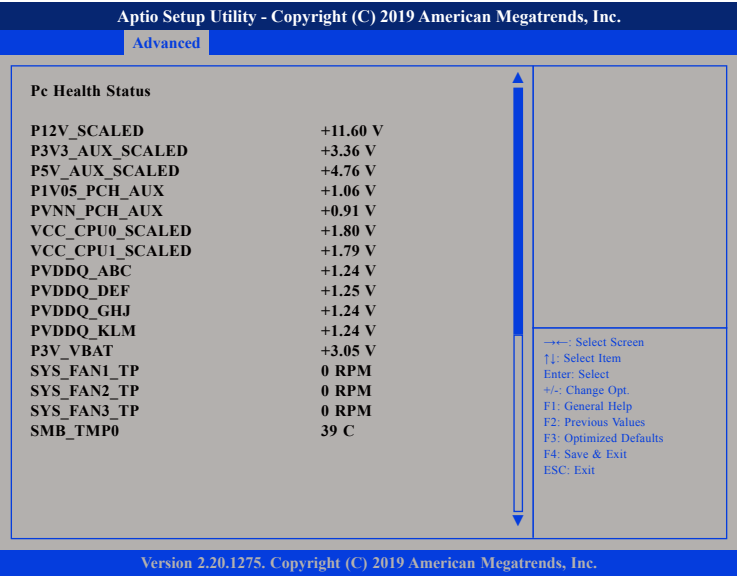 Aptio Setup Utility - Copyright (C) 2019 American Megatrends, Inc.
Advanced
Pc Health Status
P12V_SCALED +11.60 V
P3V3_AUX_SCALED +3.36 V
P5V_AUX_SCALED +4.76 V
P1V05_PCH_AUX +1.06 V
PVNN_PCH_AUX +0.91 V
VCC_CPU0_SCALED +1.80 V
VCC_CPU1_SCALED +1.79 V
PVDDQ_ABC +1.24 V
PVDDQ_DEF +1.25 V
PVDDQ_GHJ +1.24 V
PVDDQ_KLM +1.24 V
P3V_VBAT +3.05 V
SYS_FAN1_TP 0 RPM
SYS_FAN2_TP 0 RPM
SYS_FAN3_TP 0 RPM
SMB_TMP0 39 C
→←: Select Screen
↑↓: Select Item
Enter: Select
+/-: Change Opt.
F1: General Help
F2: Previous Values
F3: Optimized Defaults
F4: Save & Exit
ESC: Exit
Version 2.20.1275. Copyright (C) 2019 American Megatrends, Inc.